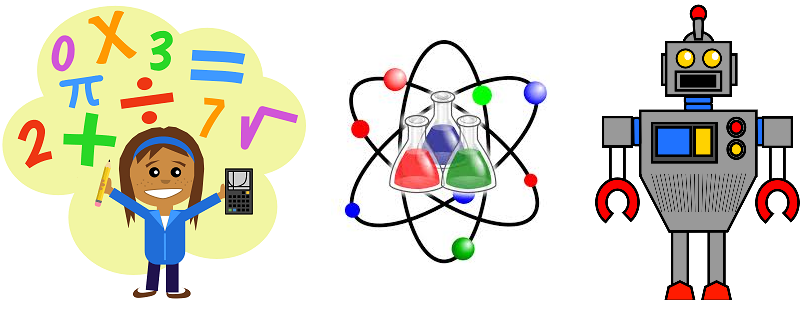 0 X 3 =
π ÷
2 + 7 √